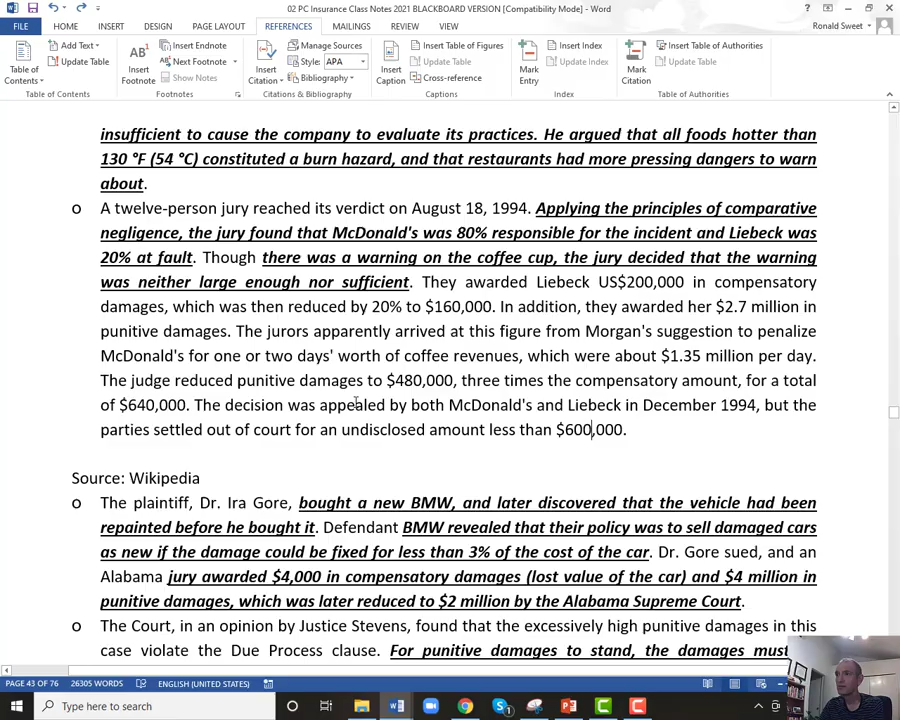 02 PC Insurance Class Notes 2021 BLACKBOARD VERSION [Compatibility Mode] - Word
FILE HOME INSERT DESIGN PAGE LAYOUT REFERENCES MAILINGS REVIEW VIEW Ronald Sweet
Table of Contents Add Text Update Table Insert Footnote AB¹ Insert Endnote Next Footnote Show Notes Insert Citation Manage Sources Style: APA Bibliography Insert Caption Insert Table of Figures Update Table Cross-reference Mark Entry Insert Index Update Index Mark Citation Insert Table of Authorities Update Table
Table of Contents Footnotes Citations & Bibliography Captions Index Table of Authorities
insufficient to cause the company to evaluate its practices. He argued that all foods hotter than
130 °F (54 °C) constituted a burn hazard, and that restaurants had more pressing dangers to warn
about.
o A twelve-person jury reached its verdict on August 18, 1994. Applying the principles of comparative
negligence, the jury found that McDonald's was 80% responsible for the incident and Liebeck was
20% at fault. Though there was a warning on the coffee cup, the jury decided that the warning
was neither large enough nor sufficient. They awarded Liebeck US$200,000 in compensatory
damages, which was then reduced by 20% to $160,000. In addition, they awarded her $2.7 million in
punitive damages. The jurors apparently arrived at this figure from Morgan's suggestion to penalize
McDonald's for one or two days' worth of coffee revenues, which were about $1.35 million per day.
The judge reduced punitive damages to $480,000, three times the compensatory amount, for a total
of $640,000. The decision was appealed by both McDonald's and Liebeck in December 1994, but the
parties settled out of court for an undisclosed amount less than $600,000.
Source: Wikipedia
o The plaintiff, Dr. Ira Gore, bought a new BMW, and later discovered that the vehicle had been
repainted before he bought it. Defendant BMW revealed that their policy was to sell damaged cars
as new if the damage could be fixed for less than 3% of the cost of the car. Dr. Gore sued, and an
Alabama jury awarded $4,000 in compensatory damages (lost value of the car) and $4 million in
punitive damages, which was later reduced to $2 million by the Alabama Supreme Court.
o The Court, in an opinion by Justice Stevens, found that the excessively high punitive damages in this
case violate the Due Process clause. For punitive damages to stand, the damages must
PAGE 43 OF 76 26305 WORDS ENGLISH (UNITED STATES)
Type here to search